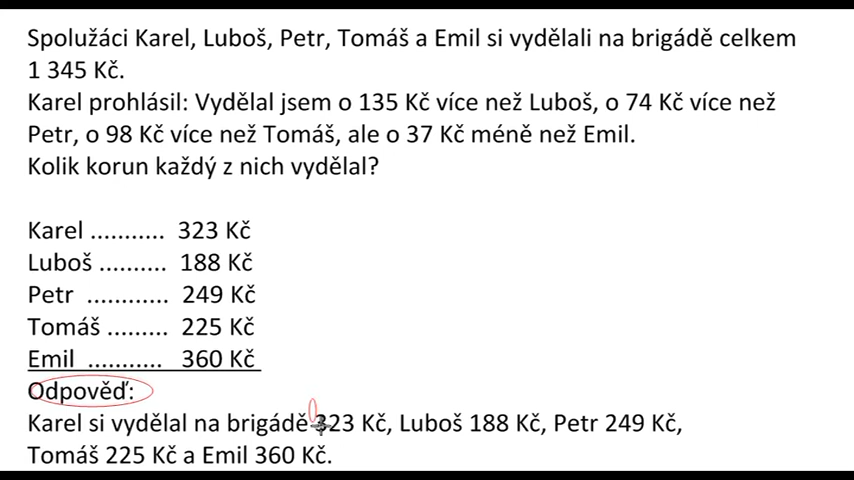 Spolužáci Karel, Luboš, Petr, Tomáš a Emil si vydělali na brigádě celkem
1 345 Kč.
Karel prohlásil: Vydělal jsem o 135 Kč více než Luboš, o 74 Kč více než
Petr, o 98 Kč více než Tomáš, ale o 37 Kč méně než Emil.
Kolik korun každý z nich vydělal?
Karel ........... 323 Kč
Luboš .......... 188 Kč
Petr ............ 249 Kč
Tomáš ......... 225 Kč
Emil ........... 360 Kč
Odpověď:
Karel si vydělal na brigádě 323 Kč, Luboš 188 Kč, Petr 249 Kč,
Tomáš 225 Kč a Emil 360 Kč.